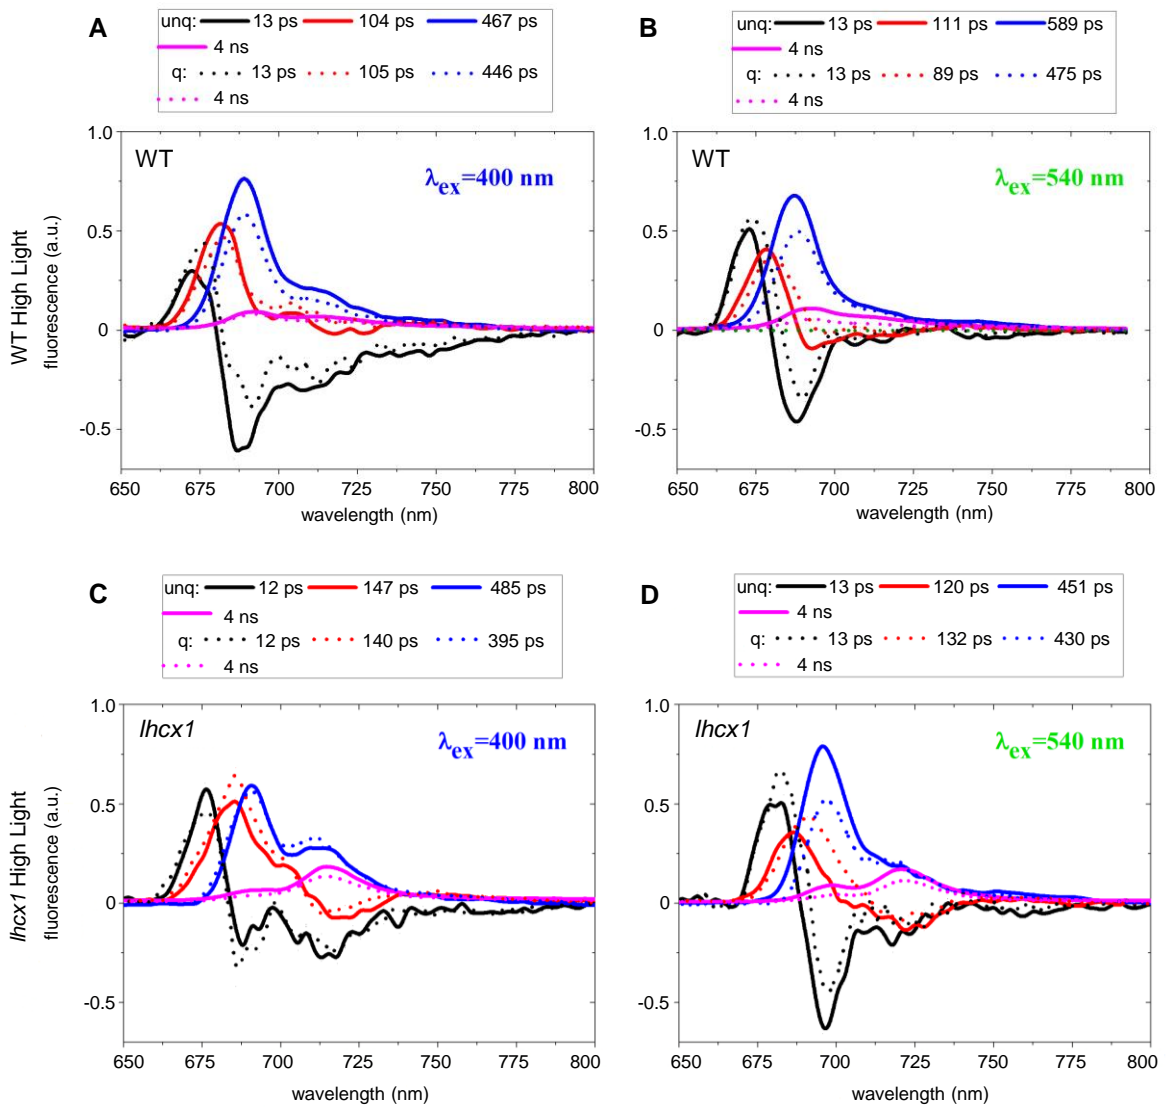 A
unq: 13 ps 104 ps 467 ps
4 ns
q: 13 ps 105 ps 446 ps
4 ns
B
unq: 13 ps 111 ps 589 ps
4 ns
q: 13 ps 89 ps 475 ps
4 ns
WT High Light
fluorescence (a.u.)
1.0
0.5
0
-0.5
WT
λex=400 nm
650 675 700 725 750 775 800
wavelength (nm)
1.0
0.5
0
-0.5
WT
λex=540 nm
650 675 700 725 750 775 800
wavelength (nm)
C
unq: 12 ps 147 ps 485 ps
4 ns
q: 12 ps 140 ps 395 ps
4 ns
D
unq: 13 ps 120 ps 451 ps
4 ns
q: 13 ps 132 ps 430 ps
4 ns
lhcx1 High Light
fluorescence (a.u.)
1.0
0.5
0
-0.5
lhcx1
λex=400 nm
650 675 700 725 750 775 800
wavelength (nm)
1.0
0.5
0
-0.5
lhcx1
λex=540 nm
650 675 700 725 750 775 800
wavelength (nm)